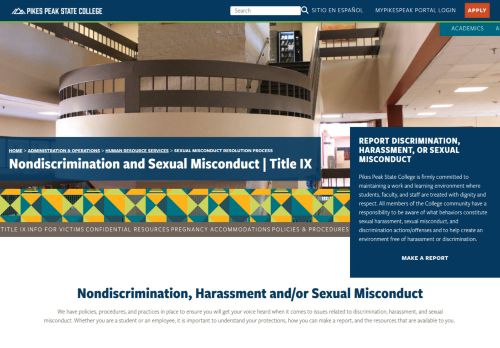 PIKES PEAK STATE COLLEGE
Search
SITIO EN ESPAÑOL
MYPIKESPEAK PORTAL LOGIN
APPLY
ACADEMICS
HOME > ADMINISTRATION & OPERATIONS > HUMAN RESOURCE SERVICES > SEXUAL MISCONDUCT RESOLUTION PROCESS
Nondiscrimination and Sexual Misconduct | Title IX
TITLE IX INFO FOR VICTIMS CONFIDENTIAL RESOURCES PREGNANCY ACCOMMODATIONS POLICIES & PROCEDURES
REPORT DISCRIMINATION,
HARASSMENT, OR SEXUAL
MISCONDUCT
Pikes Peak State College is firmly committed to
maintaining a work and learning environment where
students, faculty, and staff are treated with dignity and
respect. All members of the College community have a
responsibility to be aware of what behaviors constitute
sexual harassment, sexual misconduct, and
discrimination actions/offenses and to help create an
environment free of harassment or discrimination.
MAKE A REPORT
Nondiscrimination, Harassment and/or Sexual Misconduct
We have policies, procedures, and practices in place to ensure you will get your voice heard when it comes to issues related to discrimination, harassment, and sexual
misconduct. Whether you are a student or an employee, it is important to understand your protections, how you can make a report, and the resources that are available to you.